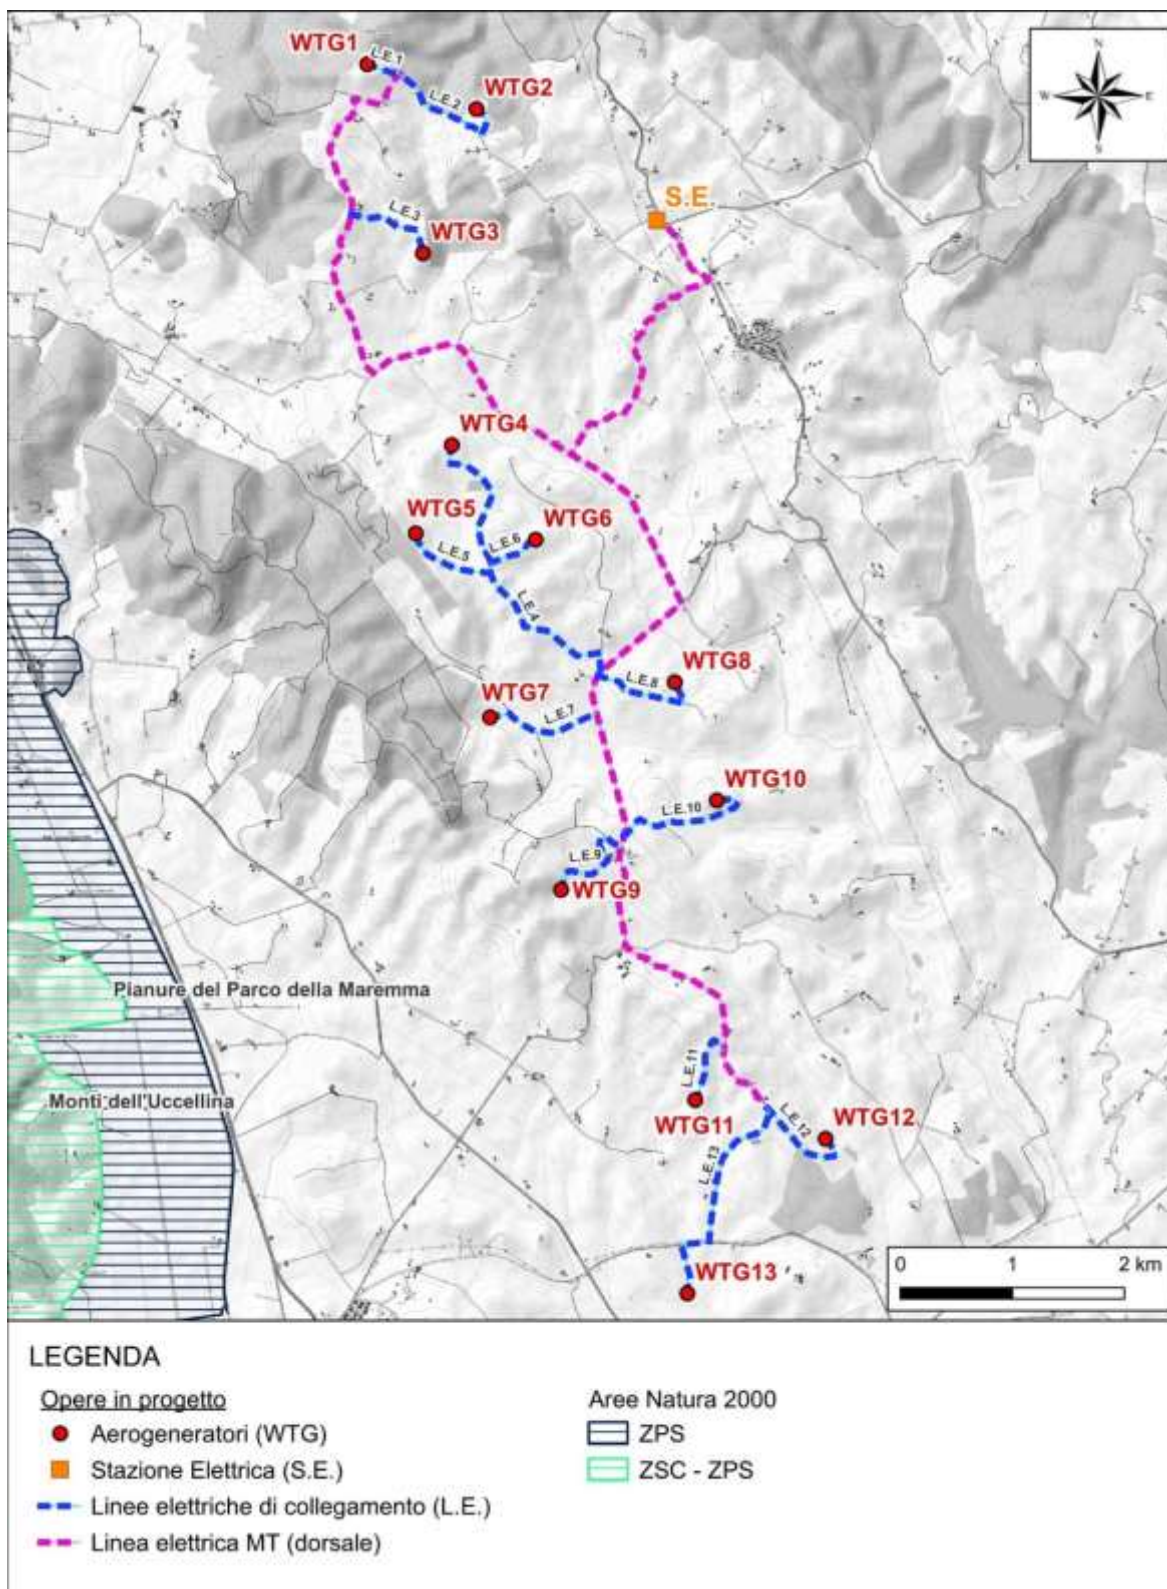 WTG1
L.E.1
N
WTG2
L.E.2
W
E
S
S.E.
L.E.3
WTG3
WTG4
WTG5
WTG6
L.E.6
L.E.5
L.E.4
WTG8
L.E.8
WTG7
L.E.7
WTG10
L.E.10
L.E.9
WTG9
Pianure del Parco della Maremma
L.E.11
Monti dell'Uccellina
WTG11
L.E.12
WTG12
L.E.13
0 1 2 km
WTG13
LEGENDA
Opere in progetto
Aerogeneratori (WTG)
Stazione Elettrica (S.E.)
Linee elettriche di collegamento (L.E.)
Linea elettrica MT (dorsale)
Aree Natura 2000
ZPS
ZSC - ZPS